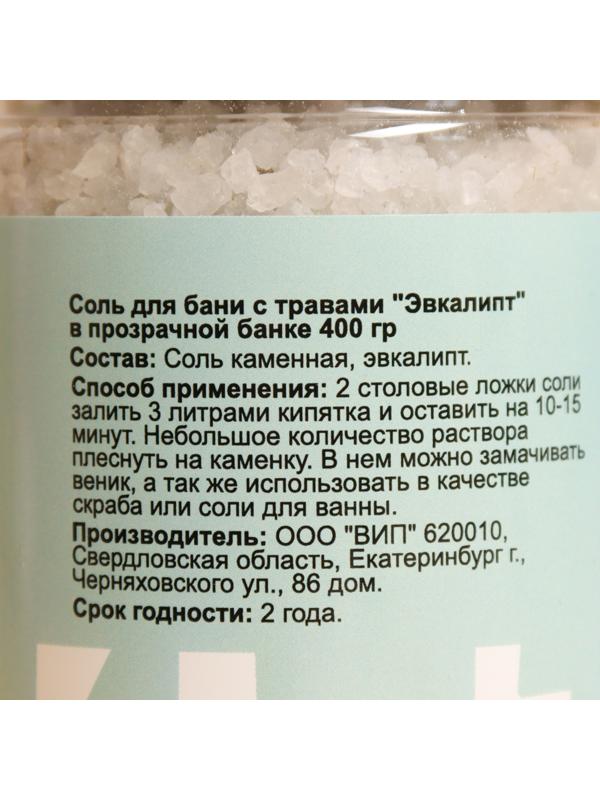 Соль для бани с травами "Эвкалипт"
в прозрачной банке 400 гр
Состав: Соль каменная, эвкалипт.
Способ применения: 2 столовые ложки соли
залить 3 литрами кипятка и оставить на 10-15
минут. Небольшое количество раствора
плеснуть на каменку. В нем можно замачивать
веник, а так же использовать в качестве
скраба или соли для ванны.
Производитель: ООО "ВИП" 620010,
Свердловская область, Екатеринбург г.,
Черняховского ул., 86 дом.
Срок годности: 2 года.